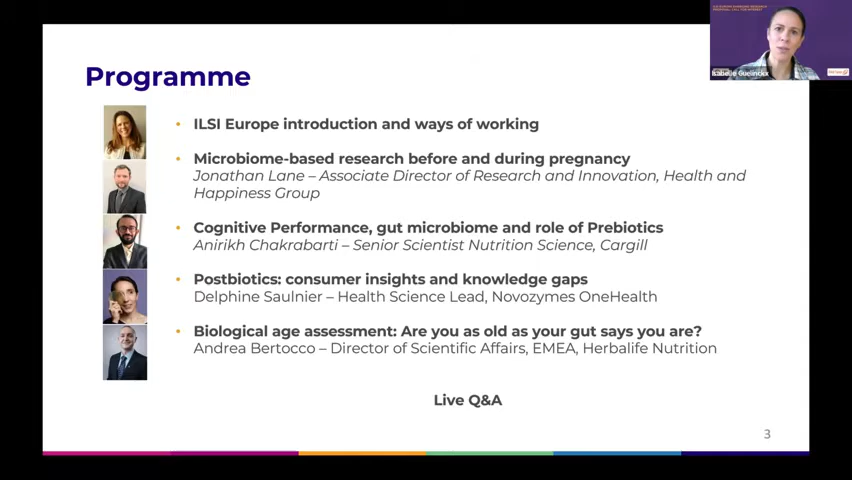 Programme
ILSI Europe introduction and ways of working
Microbiome-based research before and during pregnancy
Jonathan Lane – Associate Director of Research and Innovation, Health and
Happiness Group
Cognitive Performance, gut microbiome and role of Prebiotics
Anirikh Chakrabarti – Senior Scientist Nutrition Science, Cargill
Postbiotics: consumer insights and knowledge gaps
Delphine Saulnier – Health Science Lead, Novozymes OneHealth
Biological age assessment: Are you as old as your gut says you are?
Andrea Bertocco – Director of Scientific Affairs, EMEA, Herbalife Nutrition
Live Q&A
3
Isabelle Guelinckx